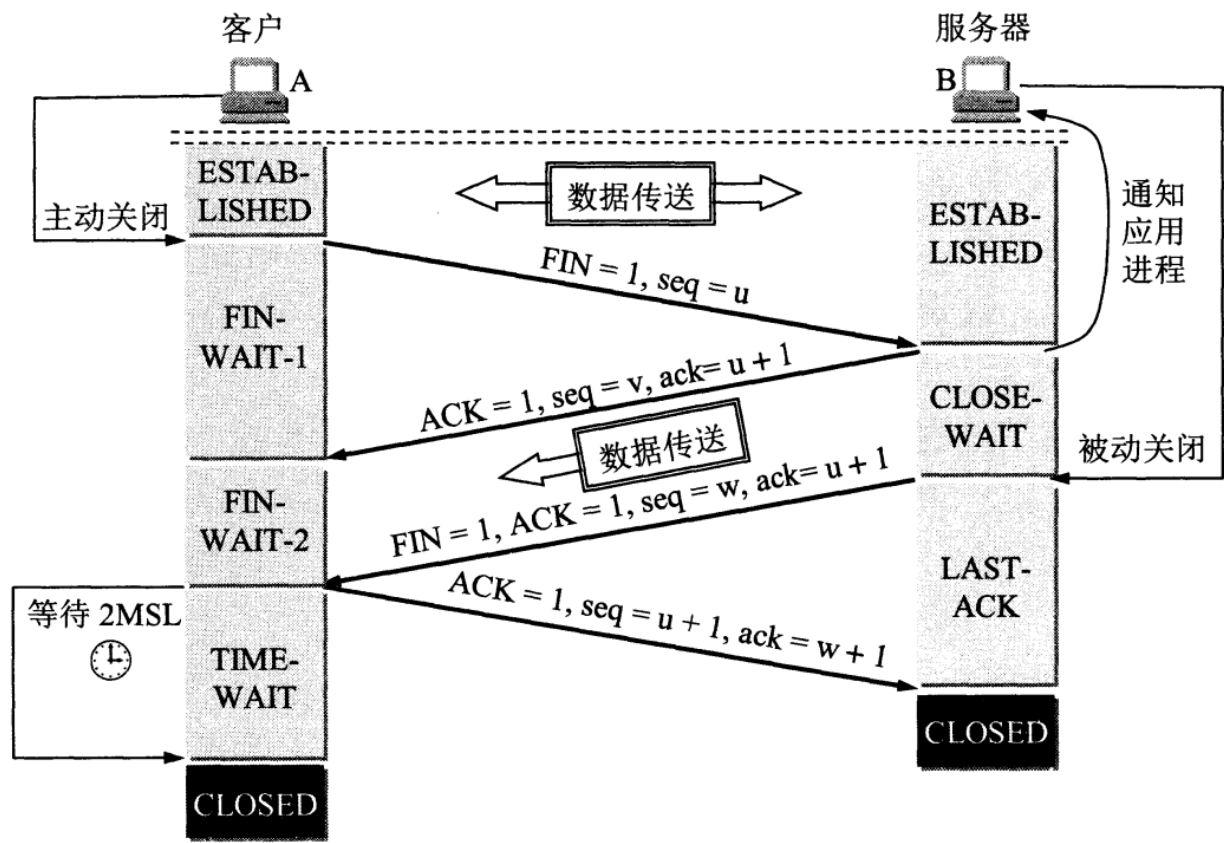 客户
服务器
A
B
ESTAB-
LISHED
数据传送
ESTAB-
LISHED
通知
应用
进程
主动关闭
FIN = 1, seq = u
FIN-
WAIT-1
ACK = 1, seq = v, ack= u + 1
CLOSE-
WAIT
数据传送
被动关闭
FIN = 1, ACK = 1, seq = w, ack= u + 1
FIN-
WAIT-2
LAST-
ACK
ACK = 1, seq = u + 1, ack = w + 1
等待 2MSL
TIME-
WAIT
CLOSED
CLOSED